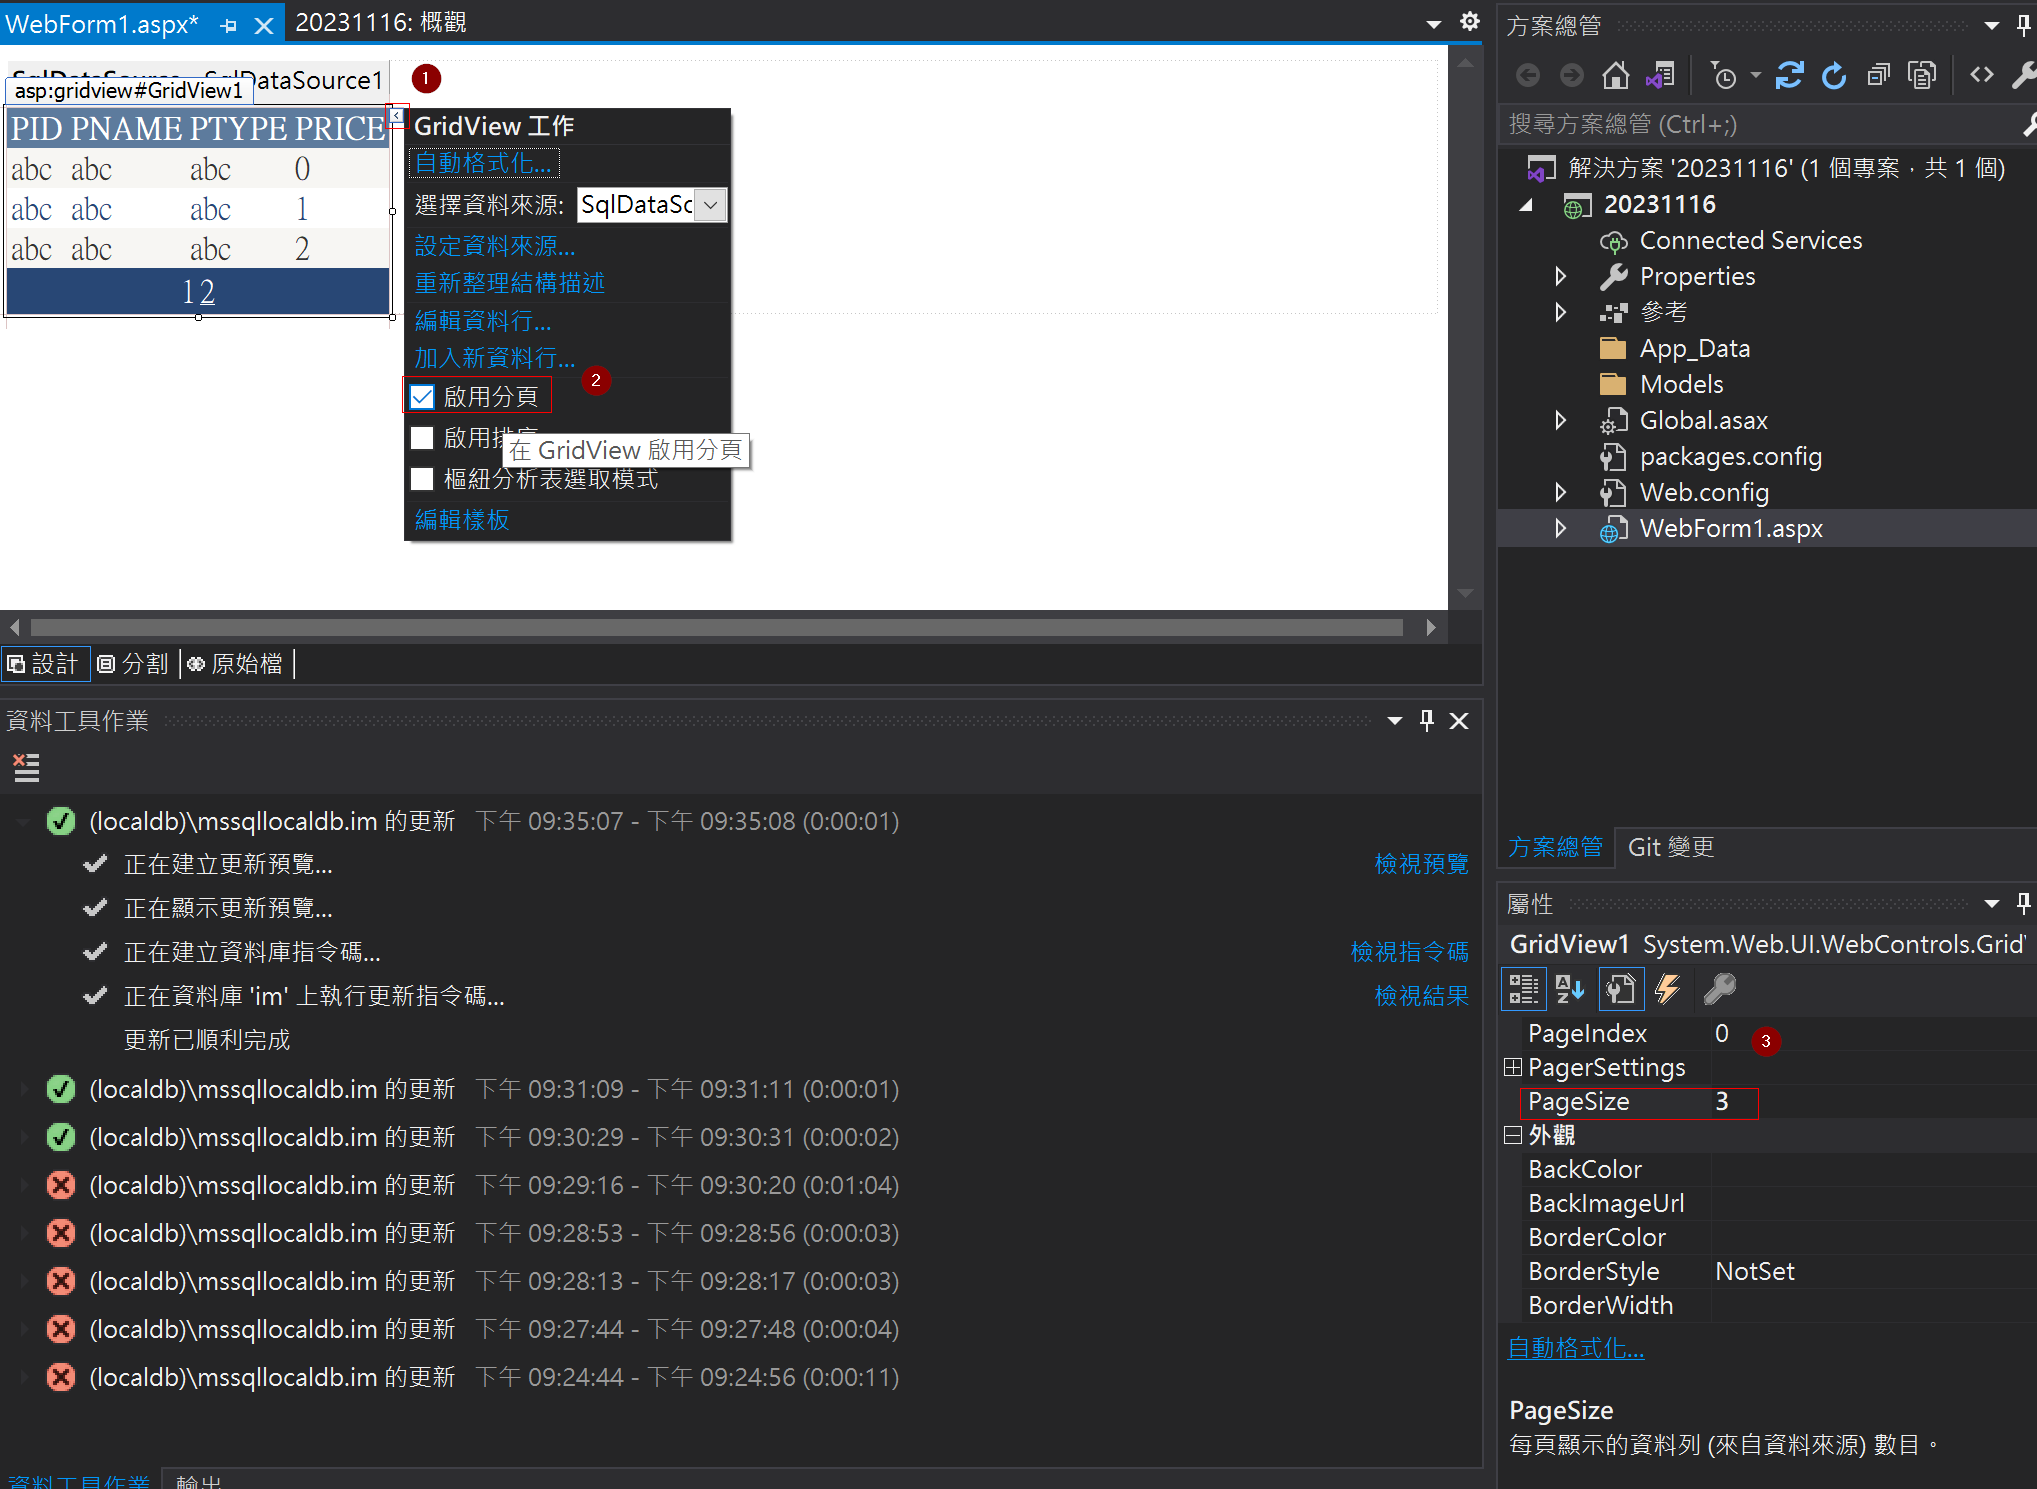 WebForm1.aspx*
20231116: 概觀
SqlDataSource - SqlDataSource1
1
asp:gridview#GridView1
PID PNAME PTYPE PRICE
abc abc abc 0
abc abc abc 1
abc abc abc 2
1 2
GridView 工作
自動格式化...
選擇資料來源: SqlDataSc
設定資料來源...
重新整理結構描述
編輯資料行...
加入新資料行...
2
啟用分頁
啟用排序
在 GridView 啟用分頁
樞紐分析表選取模式
編輯樣板
設計
分割
原始檔
資料工具作業
(localdb)\mssqllocaldb.im 的更新 下午 09:35:07 - 下午 09:35:08 (0:00:01)
正在建立更新預覽... 檢視預覽
正在顯示更新預覽...
正在建立資料庫指令碼... 檢視指令碼
正在資料庫 'im' 上執行更新指令碼... 檢視結果
更新已順利完成
(localdb)\mssqllocaldb.im 的更新 下午 09:31:09 - 下午 09:31:11 (0:00:01)
(localdb)\mssqllocaldb.im 的更新 下午 09:30:29 - 下午 09:30:31 (0:00:02)
(localdb)\mssqllocaldb.im 的更新 下午 09:29:16 - 下午 09:30:20 (0:01:04)
(localdb)\mssqllocaldb.im 的更新 下午 09:28:53 - 下午 09:28:56 (0:00:03)
(localdb)\mssqllocaldb.im 的更新 下午 09:28:13 - 下午 09:28:17 (0:00:03)
(localdb)\mssqllocaldb.im 的更新 下午 09:27:44 - 下午 09:27:48 (0:00:04)
(localdb)\mssqllocaldb.im 的更新 下午 09:24:44 - 下午 09:24:56 (0:00:11)
資料工具作業
輸出
方案總管
搜尋方案總管 (Ctrl+;)
解決方案 '20231116' (1 個專案，共 1 個)
20231116
Connected Services
Properties
參考
App_Data
Models
Global.asax
packages.config
Web.config
WebForm1.aspx
方案總管
Git 變更
屬性
GridView1 System.Web.UI.WebControls.Grid
PageIndex 0
3
PagerSettings
PageSize 3
外觀
BackColor
BackImageUrl
BorderColor
BorderStyle NotSet
BorderWidth
自動格式化...
PageSize
每頁顯示的資料列 (來自資料來源) 數目。